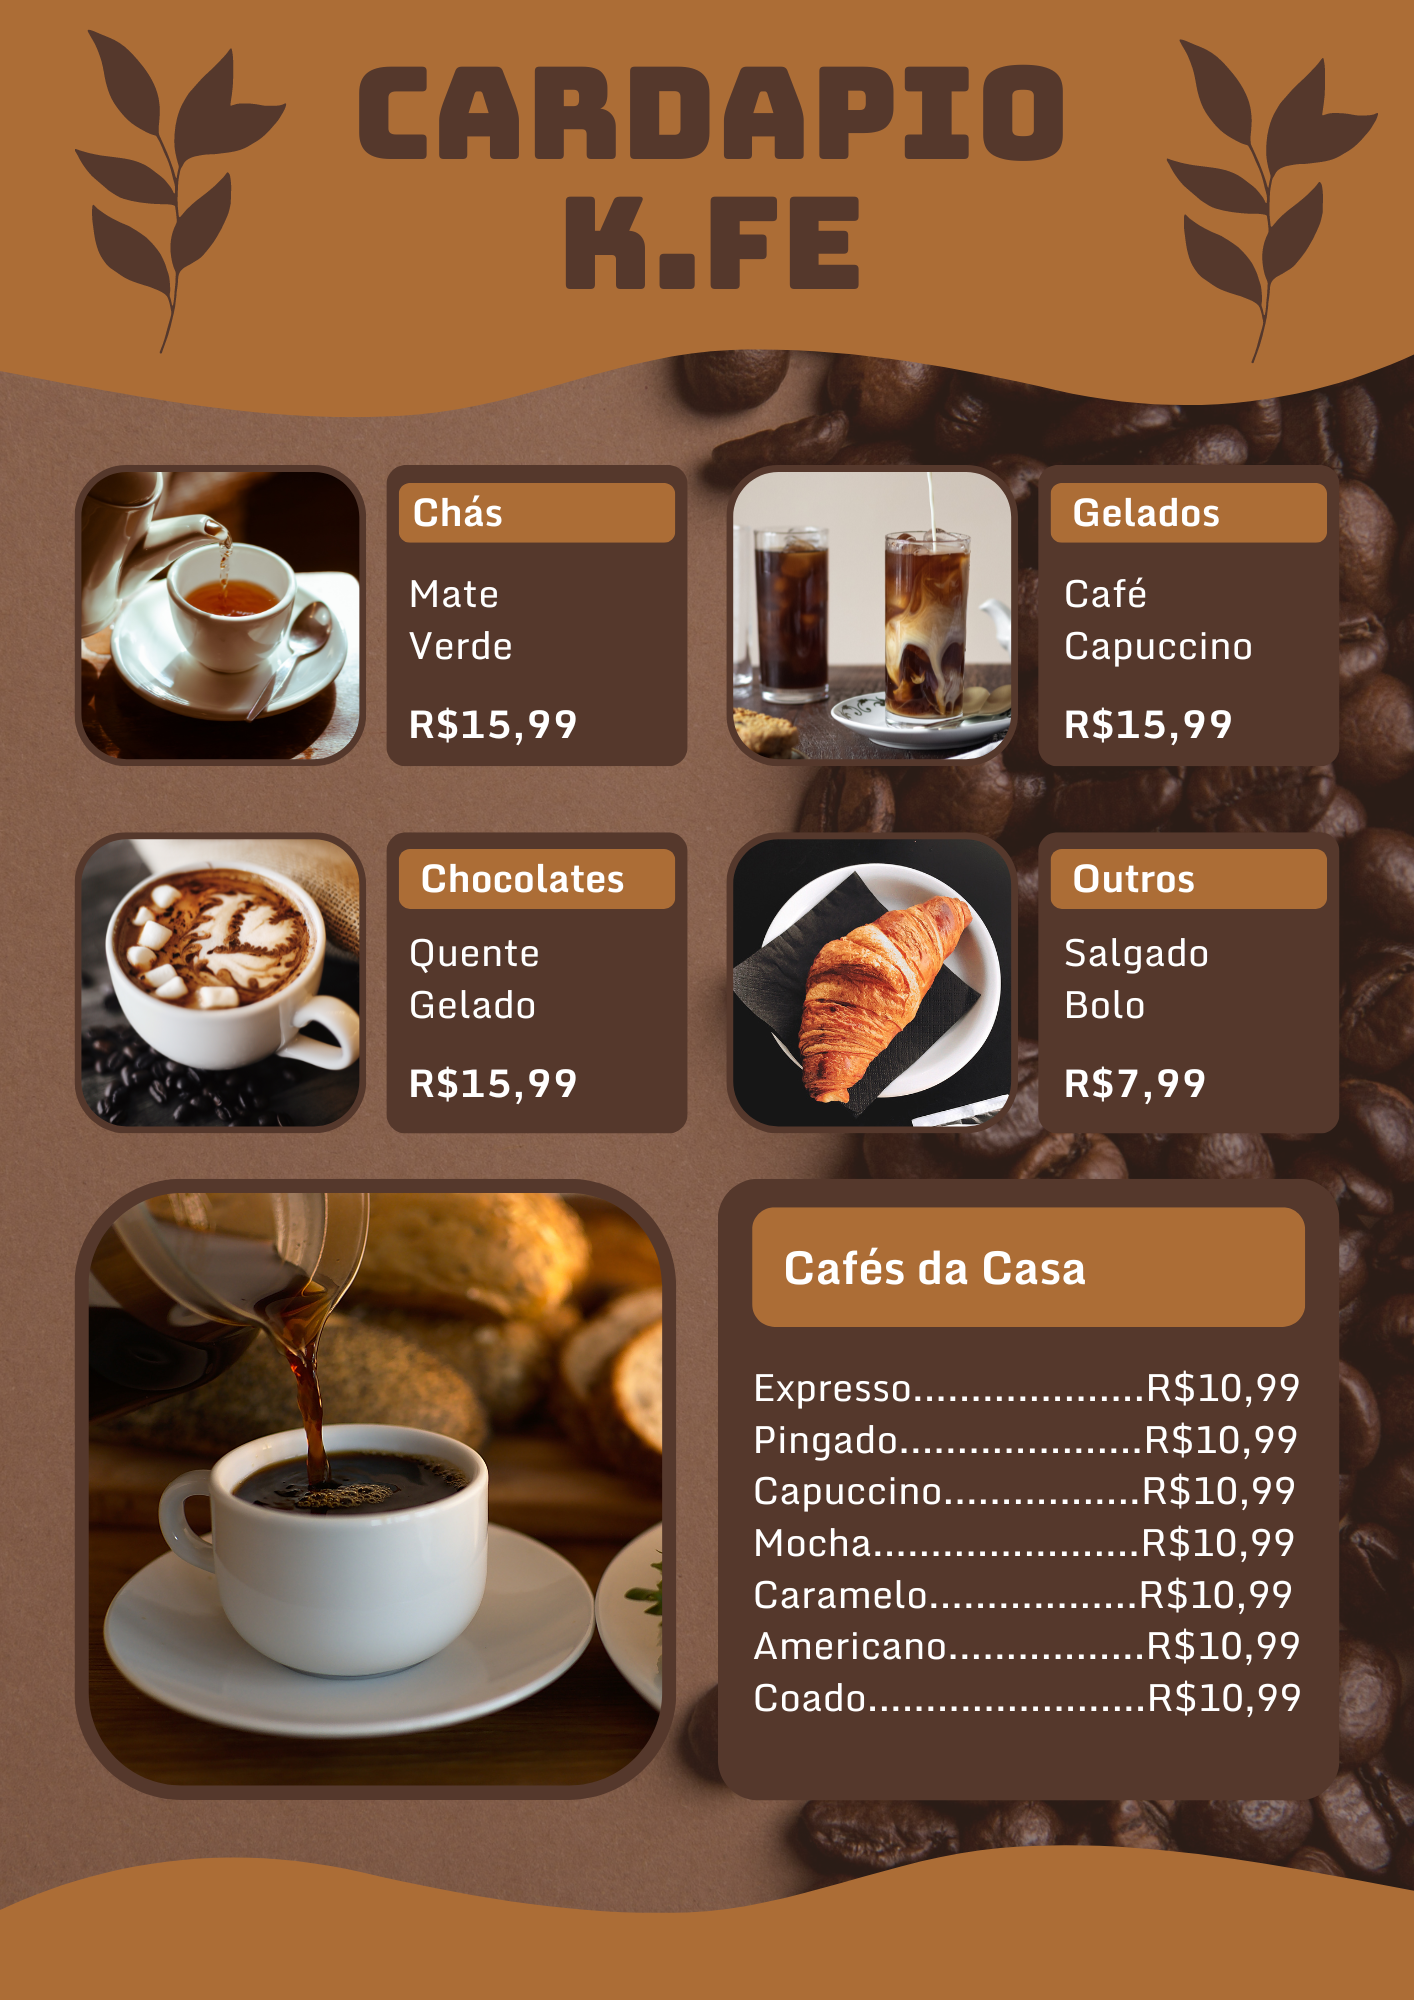 CARDAPIO
K.FE
Chás
Mate
Verde
R$15,99
Gelados
Café
Capuccino
R$15,99
Chocolates
Quente
Gelado
R$15,99
Outros
Salgado
Bolo
R$7,99
Cafés da Casa
Expresso....................R$10,99
Pingado.....................R$10,99
Capuccino.................R$10,99
Mocha.......................R$10,99
Caramelo..................R$10,99
Americano.................R$10,99
Coado........................R$10,99